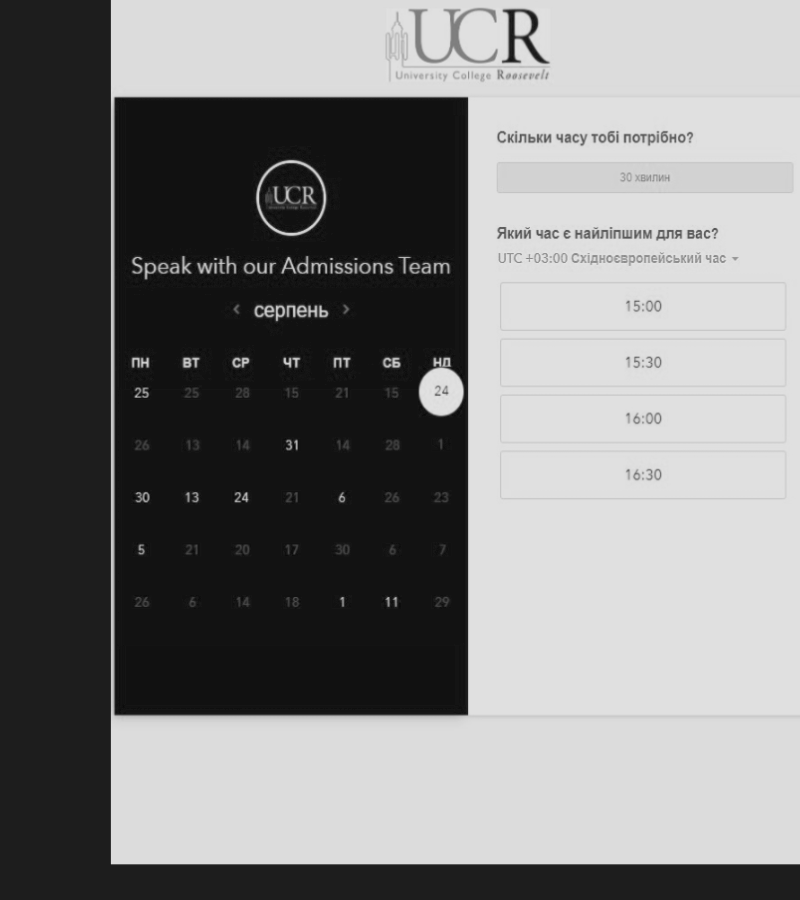 UCR
University College Roosevelt
UCR
Speak with our Admissions Team
< серпень >
ПН ВТ СР ЧТ ПТ СБ НД
25 25 28 15 21 15 24
26 13 14 31 14 28 1
30 13 24 21 6 26 23
5 21 20 17 30 6 7
26 6 14 18 1 11 29
Скільки часу тобі потрібно?
30 хвилин
Який час є найліпшим для вас?
UTC +03:00 Східноєвропейський час
15:00
15:30
16:00
16:30